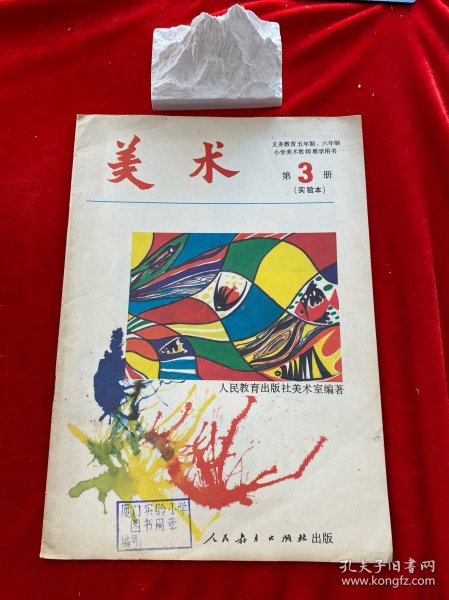 义务教育五年制、六年制
小学美术教师教学用书
美术
第3册
(实验本)
人民教育出版社美术室编著
厦门实验小学
图书用章
编号:
人民教育出版社出版
孔夫子旧书网
www.kongfz.com